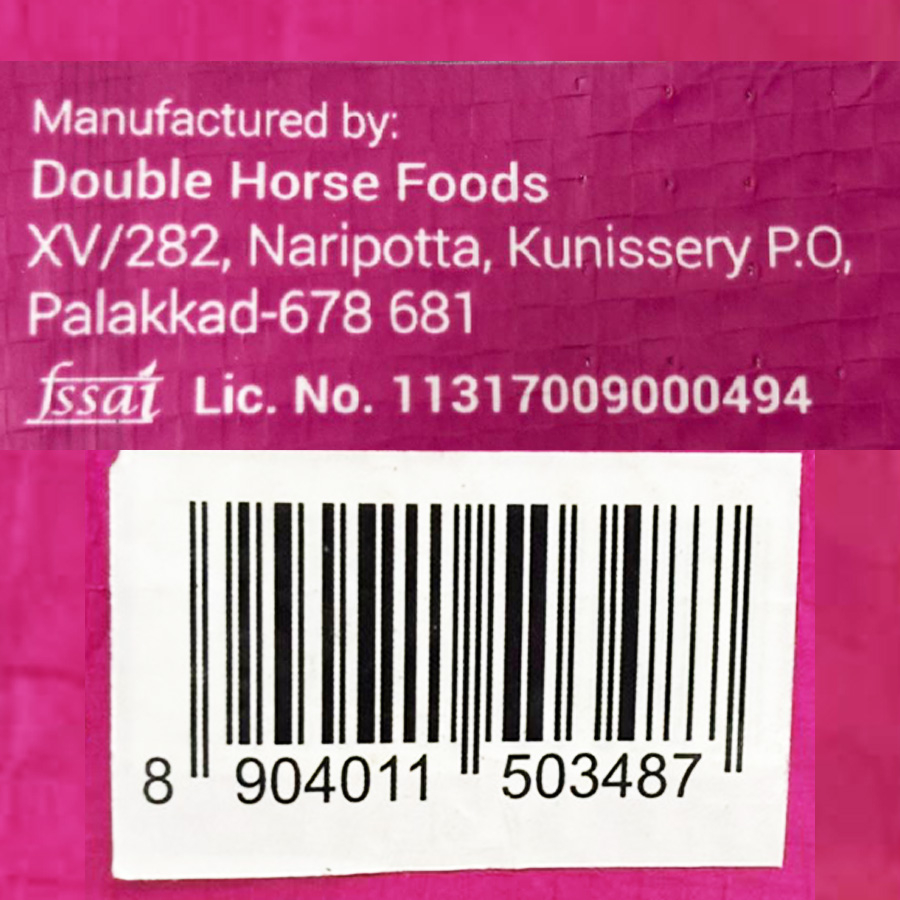 Manufactured by:
Double Horse Foods
XV/282, Naripotta, Kunissery P.O,
Palakkad-678 681
fssai Lic. No. 11317009000494
8 904011 503487